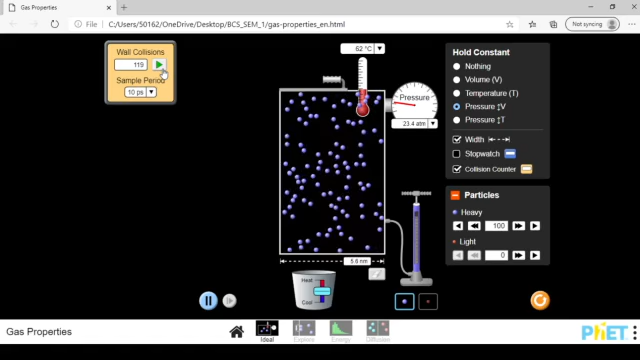 Gas Properties
File
C:/Users/50162/OneDrive/Desktop/BCS_SEM_1/gas-properties_en.html
Not syncing
Wall Collisions
119
Sample Period
10 ps
62 °C
Pressure
23.4 atm
5.6 nm
Heat
Cool
Hold Constant
Nothing
Volume (V)
Temperature (T)
Pressure ↕V
Pressure ↕T
Width
Stopwatch
Collision Counter
Particles
Heavy
100
Light
0
Gas Properties
Ideal
Explore
Energy
Diffusion
PhET